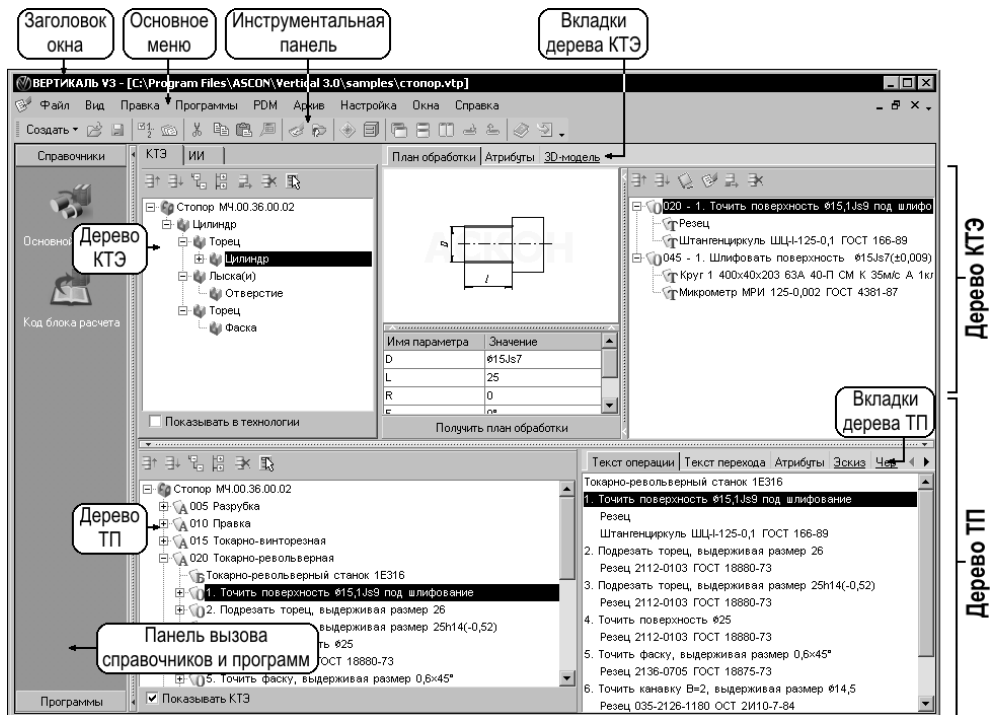 Заголовок
окна
Основное
меню
Инструментальная
панель
Вкладки
дерева КТЭ
ВЕРТИКАЛЬ V3 - [C:\Program Files\ASCON\Vertical 3.0\samples\стопор.vtp]
Файл Вид Правка Программы PDM Архив Настройка Окна Справка
Создать
Справочники
КТЭ ИИ
План обработки Атрибуты 3D-модель
Стопор МЧ.00.36.00.02
Цилиндр
Торец
Цилиндр
Лыска(и)
Отверстие
Торец
Фаска
Показывать в технологии
Дерево
КТЭ
Код блока расчета
АСКОН
D
l
Имя параметра Значение
D ø15Js7
L 25
R 0
0°
Получить план обработки
020 - 1. Точить поверхность ø15,1Js9 под шлифо
Резец
Штангенциркуль ШЦ-I-125-0,1 ГОСТ 166-89
045 - 1. Шлифовать поверхность ø15Js7(±0,009)
Круг 1 400x40x203 63А 40-П СМ К 35м/с А 1кл
Микрометр МРИ 125-0,002 ГОСТ 4381-87
Дерево КТЭ
Вкладки
дерева ТП
Стопор МЧ.00.36.00.02
005 Разрубка
010 Правка
015 Токарно-винторезная
020 Токарно-револьверная
Токарно-револьверный станок 1Е316
1. Точить поверхность ø15,1Js9 под шлифование
2. Подрезать торец, выдерживая размер 26
выдерживая размер 25h14(-0,52)
ø25
ГОСТ 18880-73
5. Точить фаску, выдерживая размер 0,6×45°
Показывать КТЭ
Дерево
ТП
Панель вызова
справочников и программ
Программы
Текст операции Текст перехода Атрибуты Эскиз Чер
Токарно-револьверный станок 1Е316
1. Точить поверхность ø15,1Js9 под шлифование
Резец
Штангенциркуль ШЦ-I-125-0,1 ГОСТ 166-89
2. Подрезать торец, выдерживая размер 26
Резец 2112-0103 ГОСТ 18880-73
3. Подрезать торец, выдерживая размер 25h14(-0,52)
Резец 2112-0103 ГОСТ 18880-73
4. Точить поверхность ø25
Резец 2112-0103 ГОСТ 18880-73
5. Точить фаску, выдерживая размер 0,6×45°
Резец 2136-0705 ГОСТ 18875-73
6. Точить канавку В=2, выдерживая размер ø14,5
Резец 035-2126-1180 ОСТ 2И10-7-84
Дерево ТП